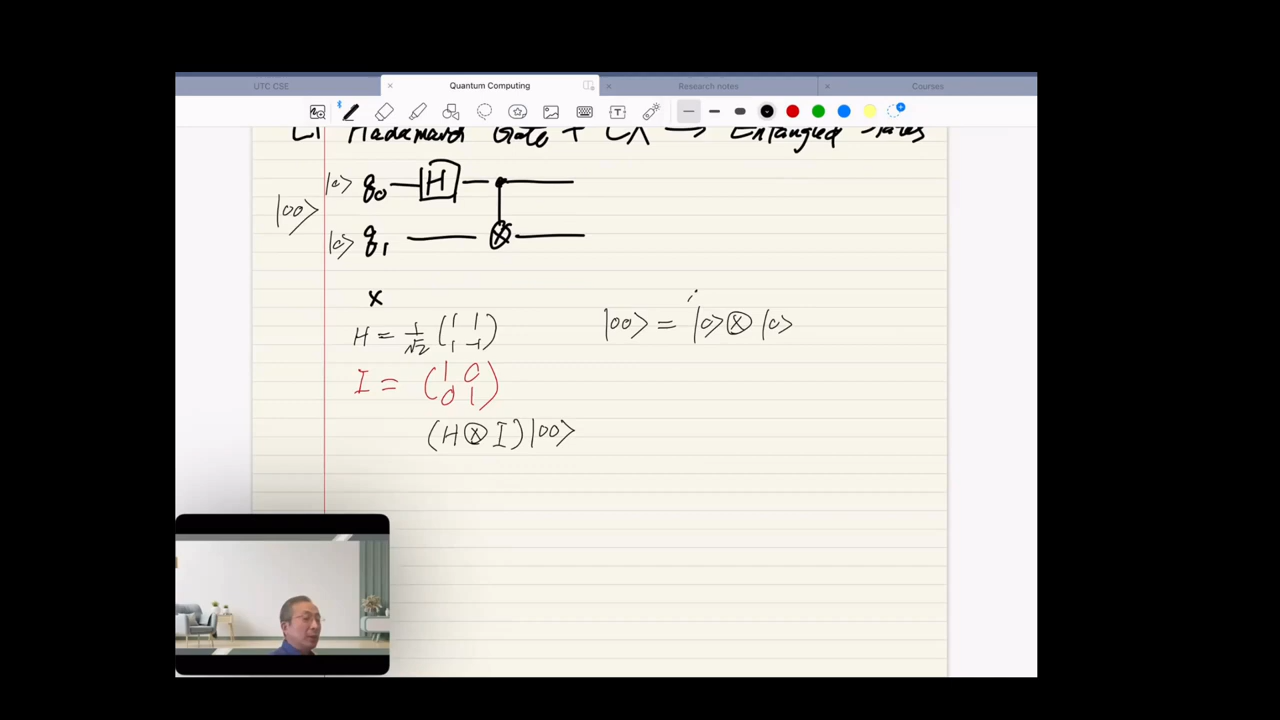 UTC CSE
Quantum Computing
Research notes
Courses
Hadamard Gate + CX → Entangled States
|0⟩ q₀ H
|00⟩
|0⟩ q₁
x
H = 1/√2 (1 1
1 -1)
|00⟩ = |0⟩ ⊗ |0⟩
I = (1 0
0 1)
(H ⊗ I) |00⟩